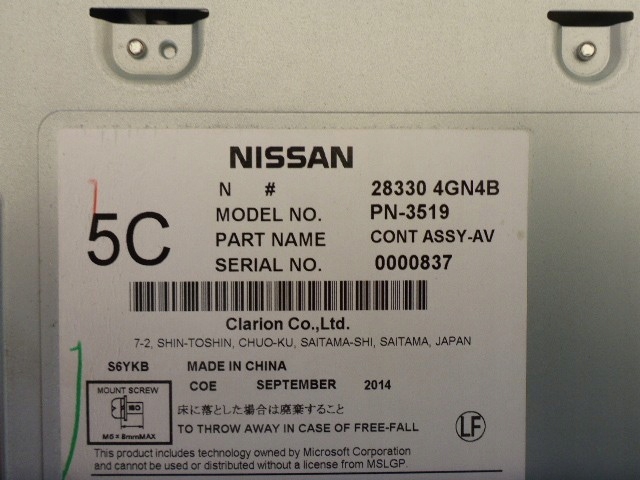 NISSAN
N # 28330 4GN4B
MODEL NO. PN-3519
PART NAME CONT ASSY-AV
SERIAL NO. 0000837
5C
Clarion Co.,Ltd.
7-2, SHIN-TOSHIN, CHUO-KU, SAITAMA-SHI, SAITAMA, JAPAN
S6YKB MADE IN CHINA
COE SEPTEMBER 2014
MOUNT SCREW
ISO
M5 = 8mmMAX
床に落とした場合は廃棄すること
TO THROW AWAY IN CASE OF FREE-FALL
LF
This product includes technology owned by Microsoft Corporation
and cannot be used or distributed without a license from MSLGP.